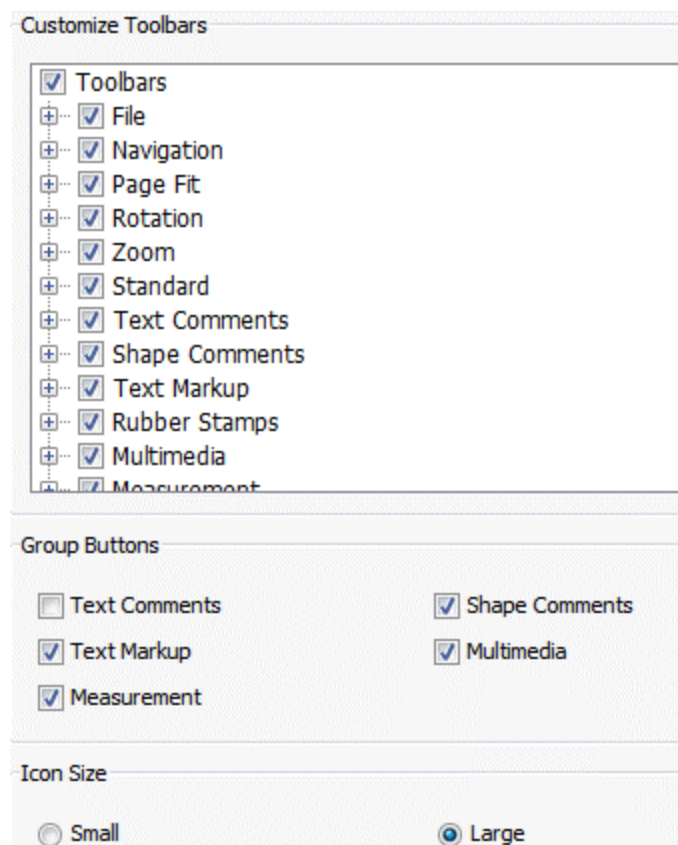 Customize Toolbars
Toolbars
File
Navigation
Page Fit
Rotation
Zoom
Standard
Text Comments
Shape Comments
Text Markup
Rubber Stamps
Multimedia
Measurement
Group Buttons
Text Comments Shape Comments
Text Markup Multimedia
Measurement
Icon Size
Small Large